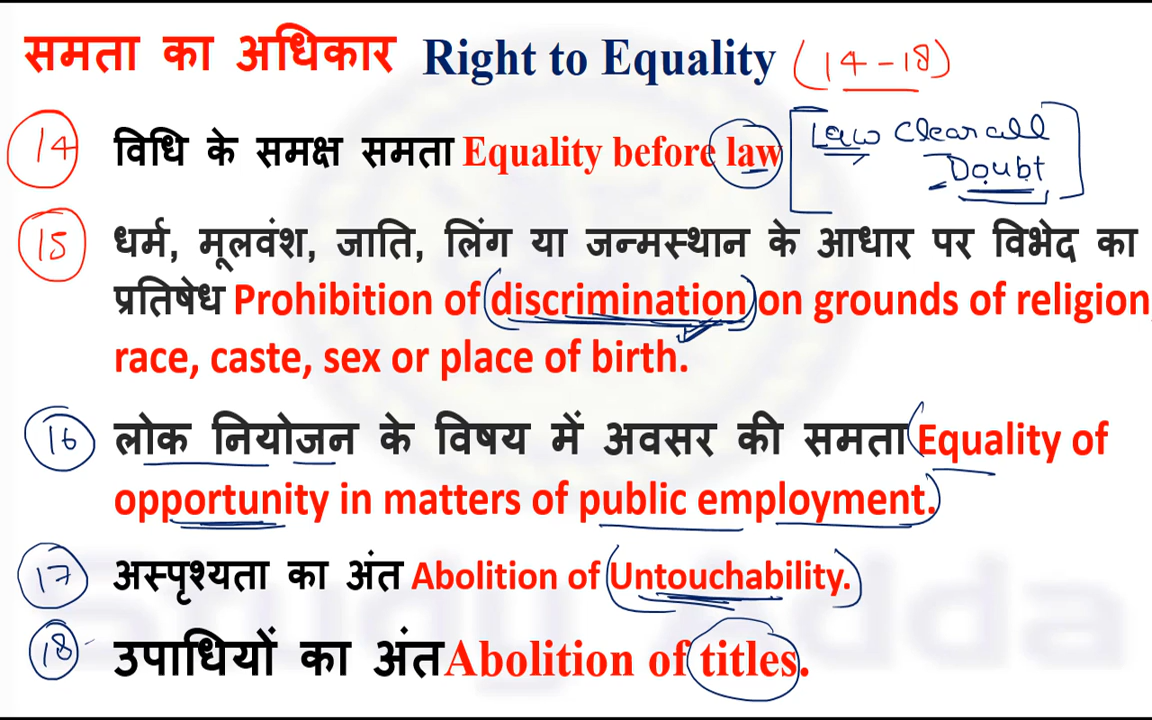 समता का अधिकार Right to Equality (14-18)
14 विधि के समक्ष समता Equality before law [Law Clear all
Doubt]
15 धर्म, मूलवंश, जाति, लिंग या जन्मस्थान के आधार पर विभेद का
प्रतिषेध Prohibition of (discrimination) on grounds of religion,
race, caste, sex or place of birth.
16 लोक नियोजन के विषय में अवसर की समता (Equality of
opportunity in matters of public employment.)
17 अस्पृश्यता का अंत Abolition of (Untouchability.)
18 उपाधियों का अंत Abolition of titles.